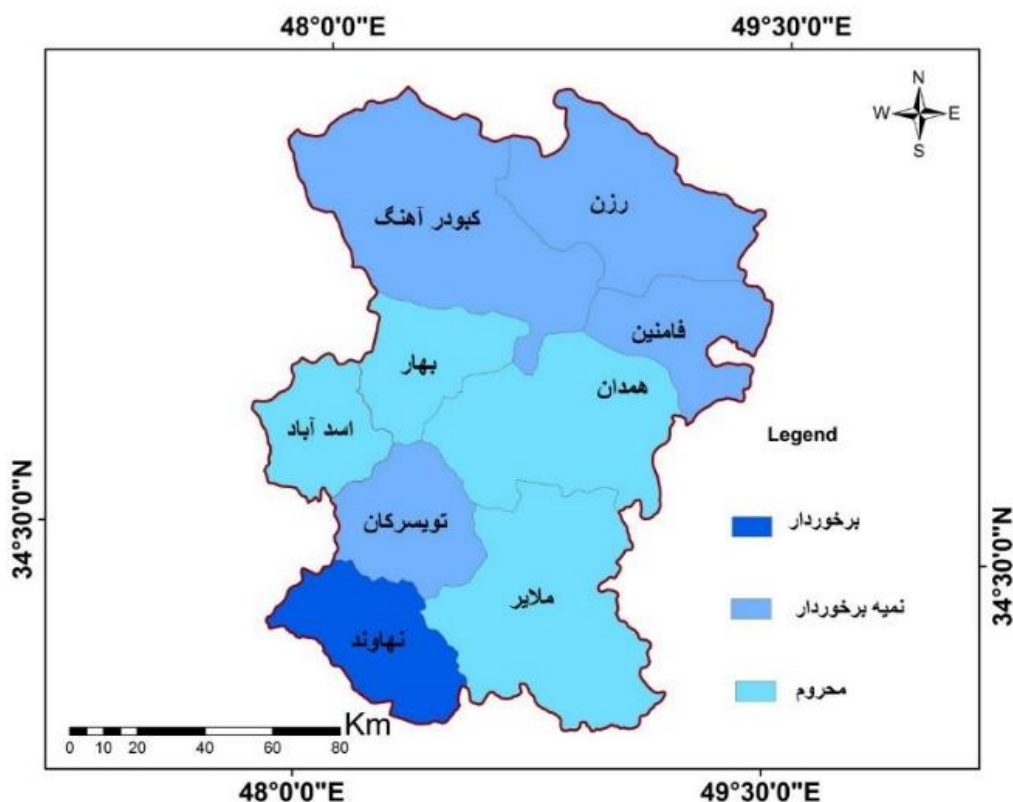 48°0'0"E
49°30'0"E
N
W
E
S
کبودر آهنگ
رزن
فامنین
بهار
همدان
اسد آباد
Legend
34°30'0"N
تویسرکان
برخوردار
34°30'0"N
ملایر
نمیه برخوردار
نهاوند
محروم
Km
0 10 20 40 60 80
48°0'0"E
49°30'0"E